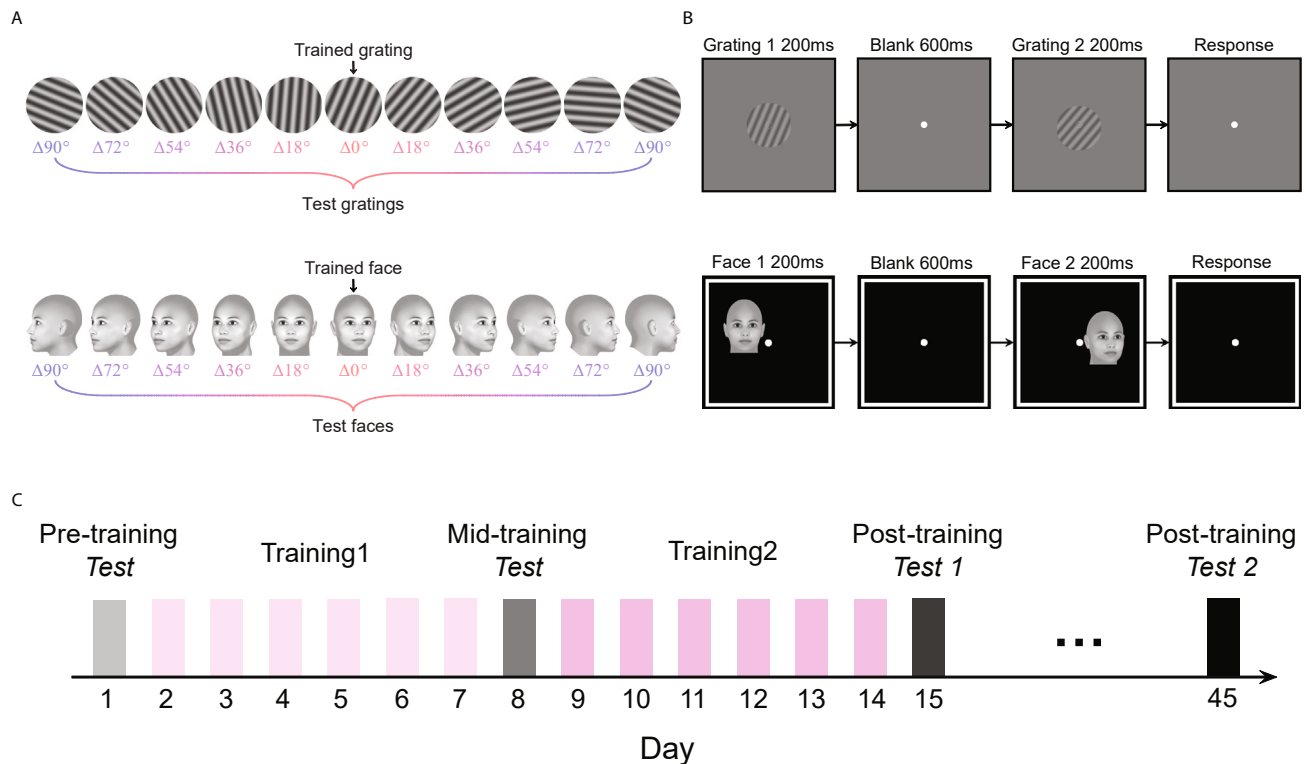 A
Trained grating
Δ90° Δ72° Δ54° Δ36° Δ18° Δ0° Δ18° Δ36° Δ54° Δ72° Δ90°
Test gratings
Trained face
Δ90° Δ72° Δ54° Δ36° Δ18° Δ0° Δ18° Δ36° Δ54° Δ72° Δ90°
Test faces
B
Grating 1 200ms Blank 600ms Grating 2 200ms Response
Face 1 200ms Blank 600ms Face 2 200ms Response
C
Pre-training
Test
Training1
Mid-training
Test
Training2
Post-training
Test 1
Post-training
Test 2
...
1 2 3 4 5 6 7 8 9 10 11 12 13 14 15 45
Day